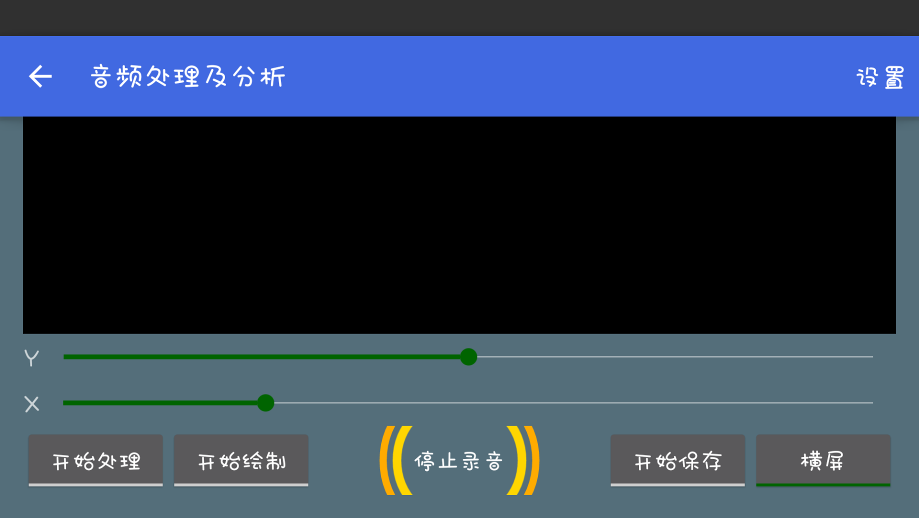 音频处理及分析
设置
Y
X
开始处理
开始绘制
停止录音
开始保存
横屏